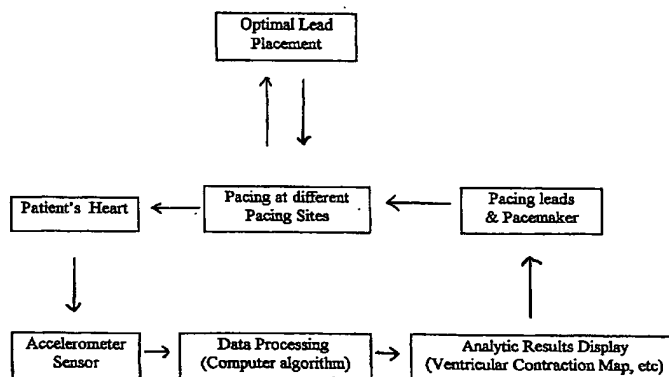 Optimal Lead
Placement
Patient's Heart
Pacing at different
Pacing Sites
Pacing leads
& Pacemaker
Accelerometer
Sensor
Data Processing
(Computer algorithm)
Analytic Results Display
(Ventricular Contraction Map, etc)